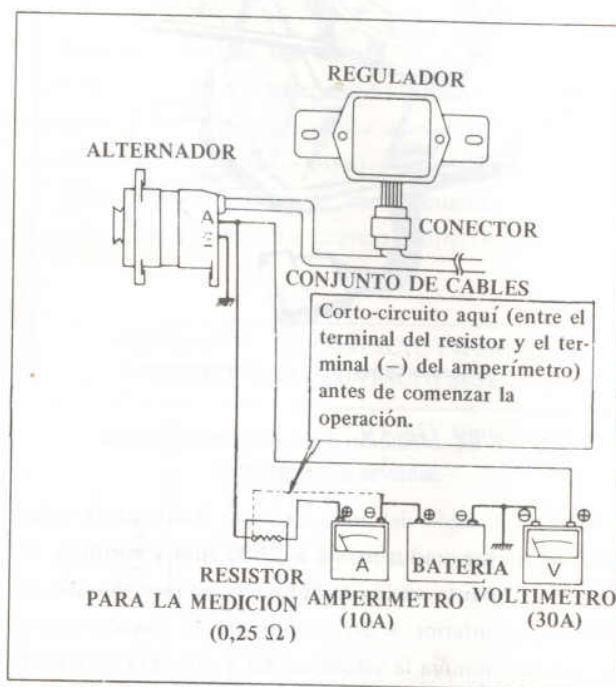 REGULADOR
ALTERNADOR
A
E
CONECTOR
CONJUNTO DE CABLES
Corto-circuito aquí (entre el
terminal del resistor y el ter-
minal (−) del amperímetro)
antes de comenzar la
operación.
⊕ ⊖ ⊕ ⊖ ⊖ ⊕
A
BATERIA
V
RESISTOR
PARA LA MEDICION
(0,25 Ω)
AMPERIMETRO
(10A)
VOLTIMETRO
(30A)